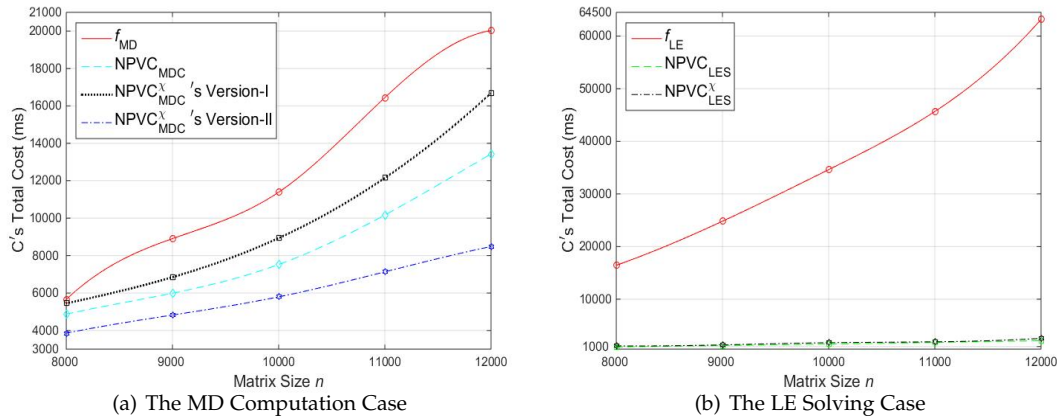 C's Total Cost (ms)
20000
18000
16000
14000
12000
10000
8000
6000
4000
3000
f_MD
NPVC_MDC
NPVC^χ_MDC 's Version-I
NPVC^χ_MDC 's Version-II
8000 9000 10000 11000 12000
Matrix Size n
(a) The MD Computation Case
C's Total Cost (ms)
64500
60000
50000
40000
30000
20000
10000
1000
f_LE
NPVC_LES
NPVC^χ_LES
8000 9000 10000 11000 12000
Matrix Size n
(b) The LE Solving Case